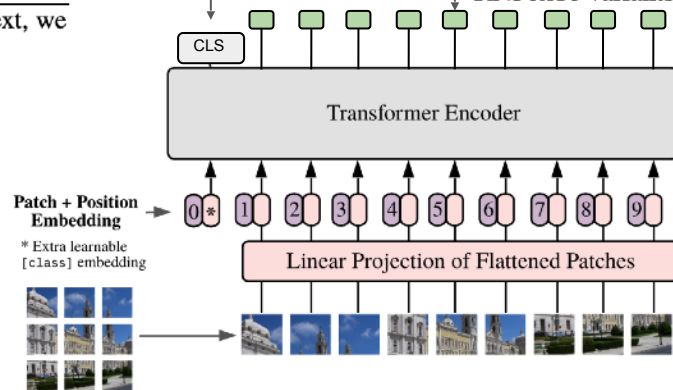 ext, we
CLS
Transformer Encoder
Patch + Position
Embedding
0 * 1 2 3 4 5 6 7 8 9
* Extra learnable
[class] embedding
Linear Projection of Flattened Patches